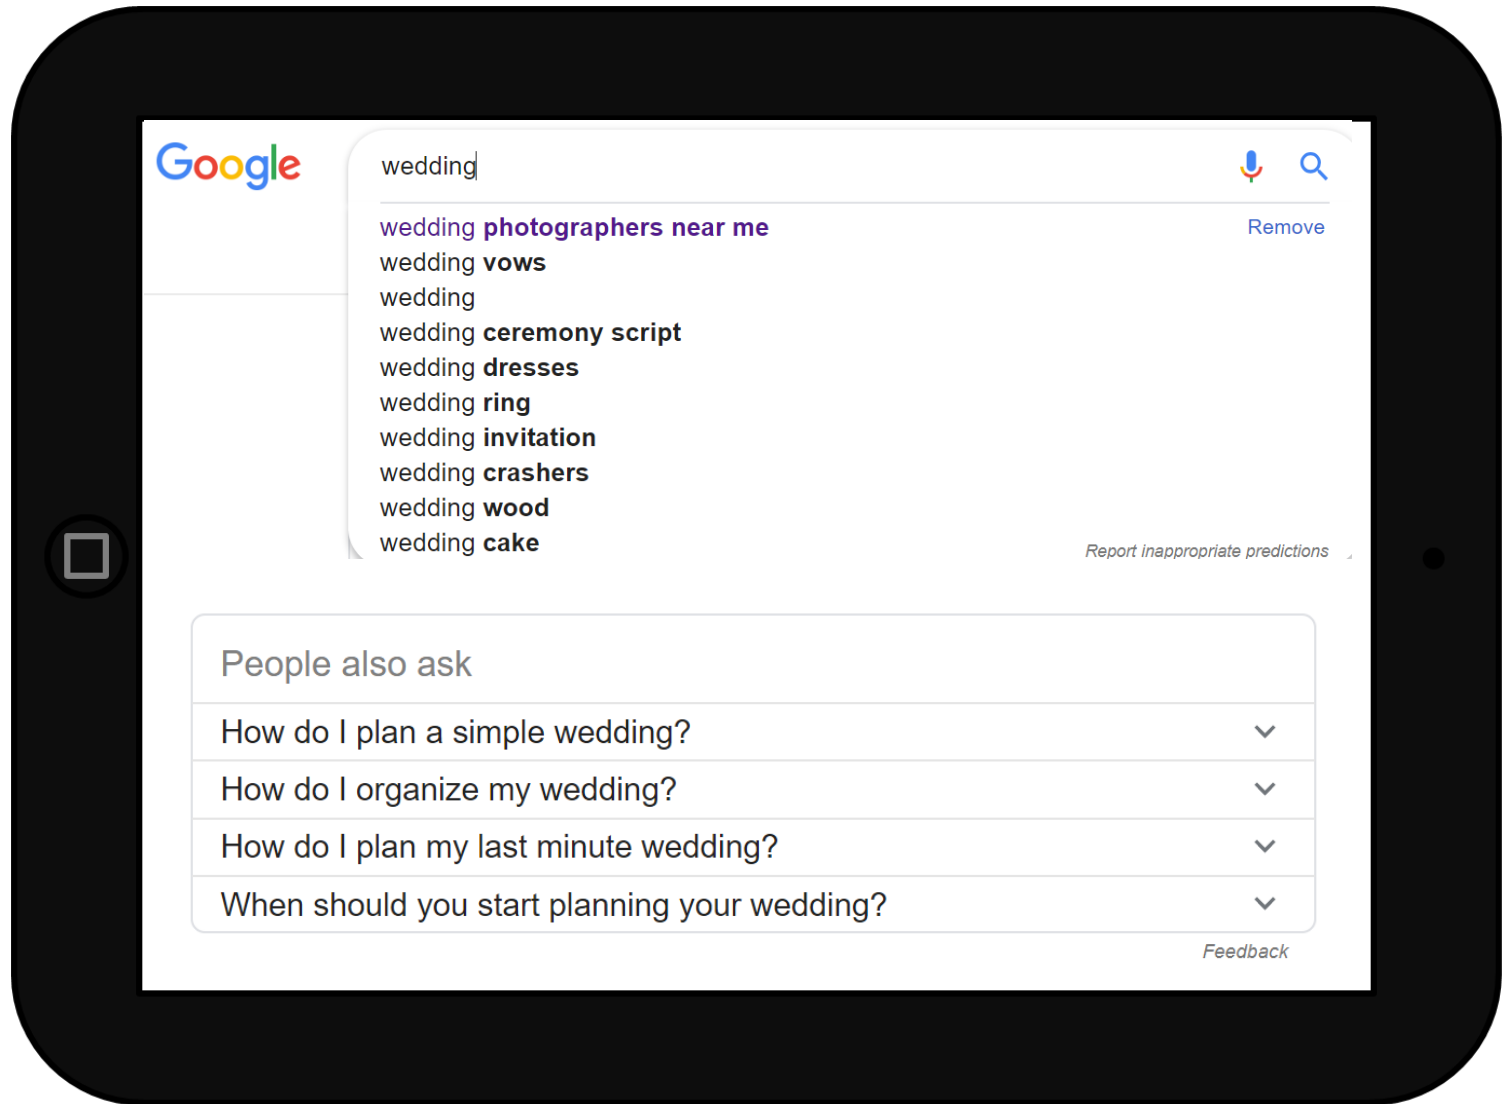 Google
wedding
wedding photographers near me Remove
wedding vows
wedding
wedding ceremony script
wedding dresses
wedding ring
wedding invitation
wedding crashers
wedding wood
wedding cake
Report inappropriate predictions
People also ask
How do I plan a simple wedding?
How do I organize my wedding?
How do I plan my last minute wedding?
When should you start planning your wedding?
Feedback